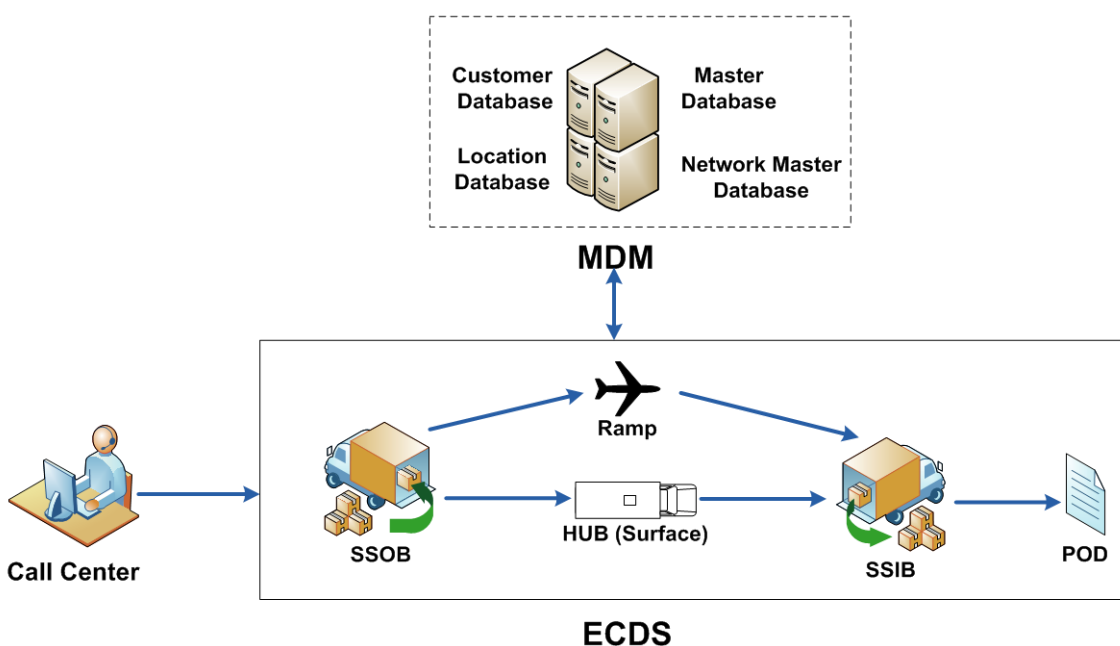 Customer
Database
Master
Database
Location
Database
Network Master
Database
MDM
Ramp
HUB (Surface)
SSOB
SSIB
POD
Call Center
ECDS